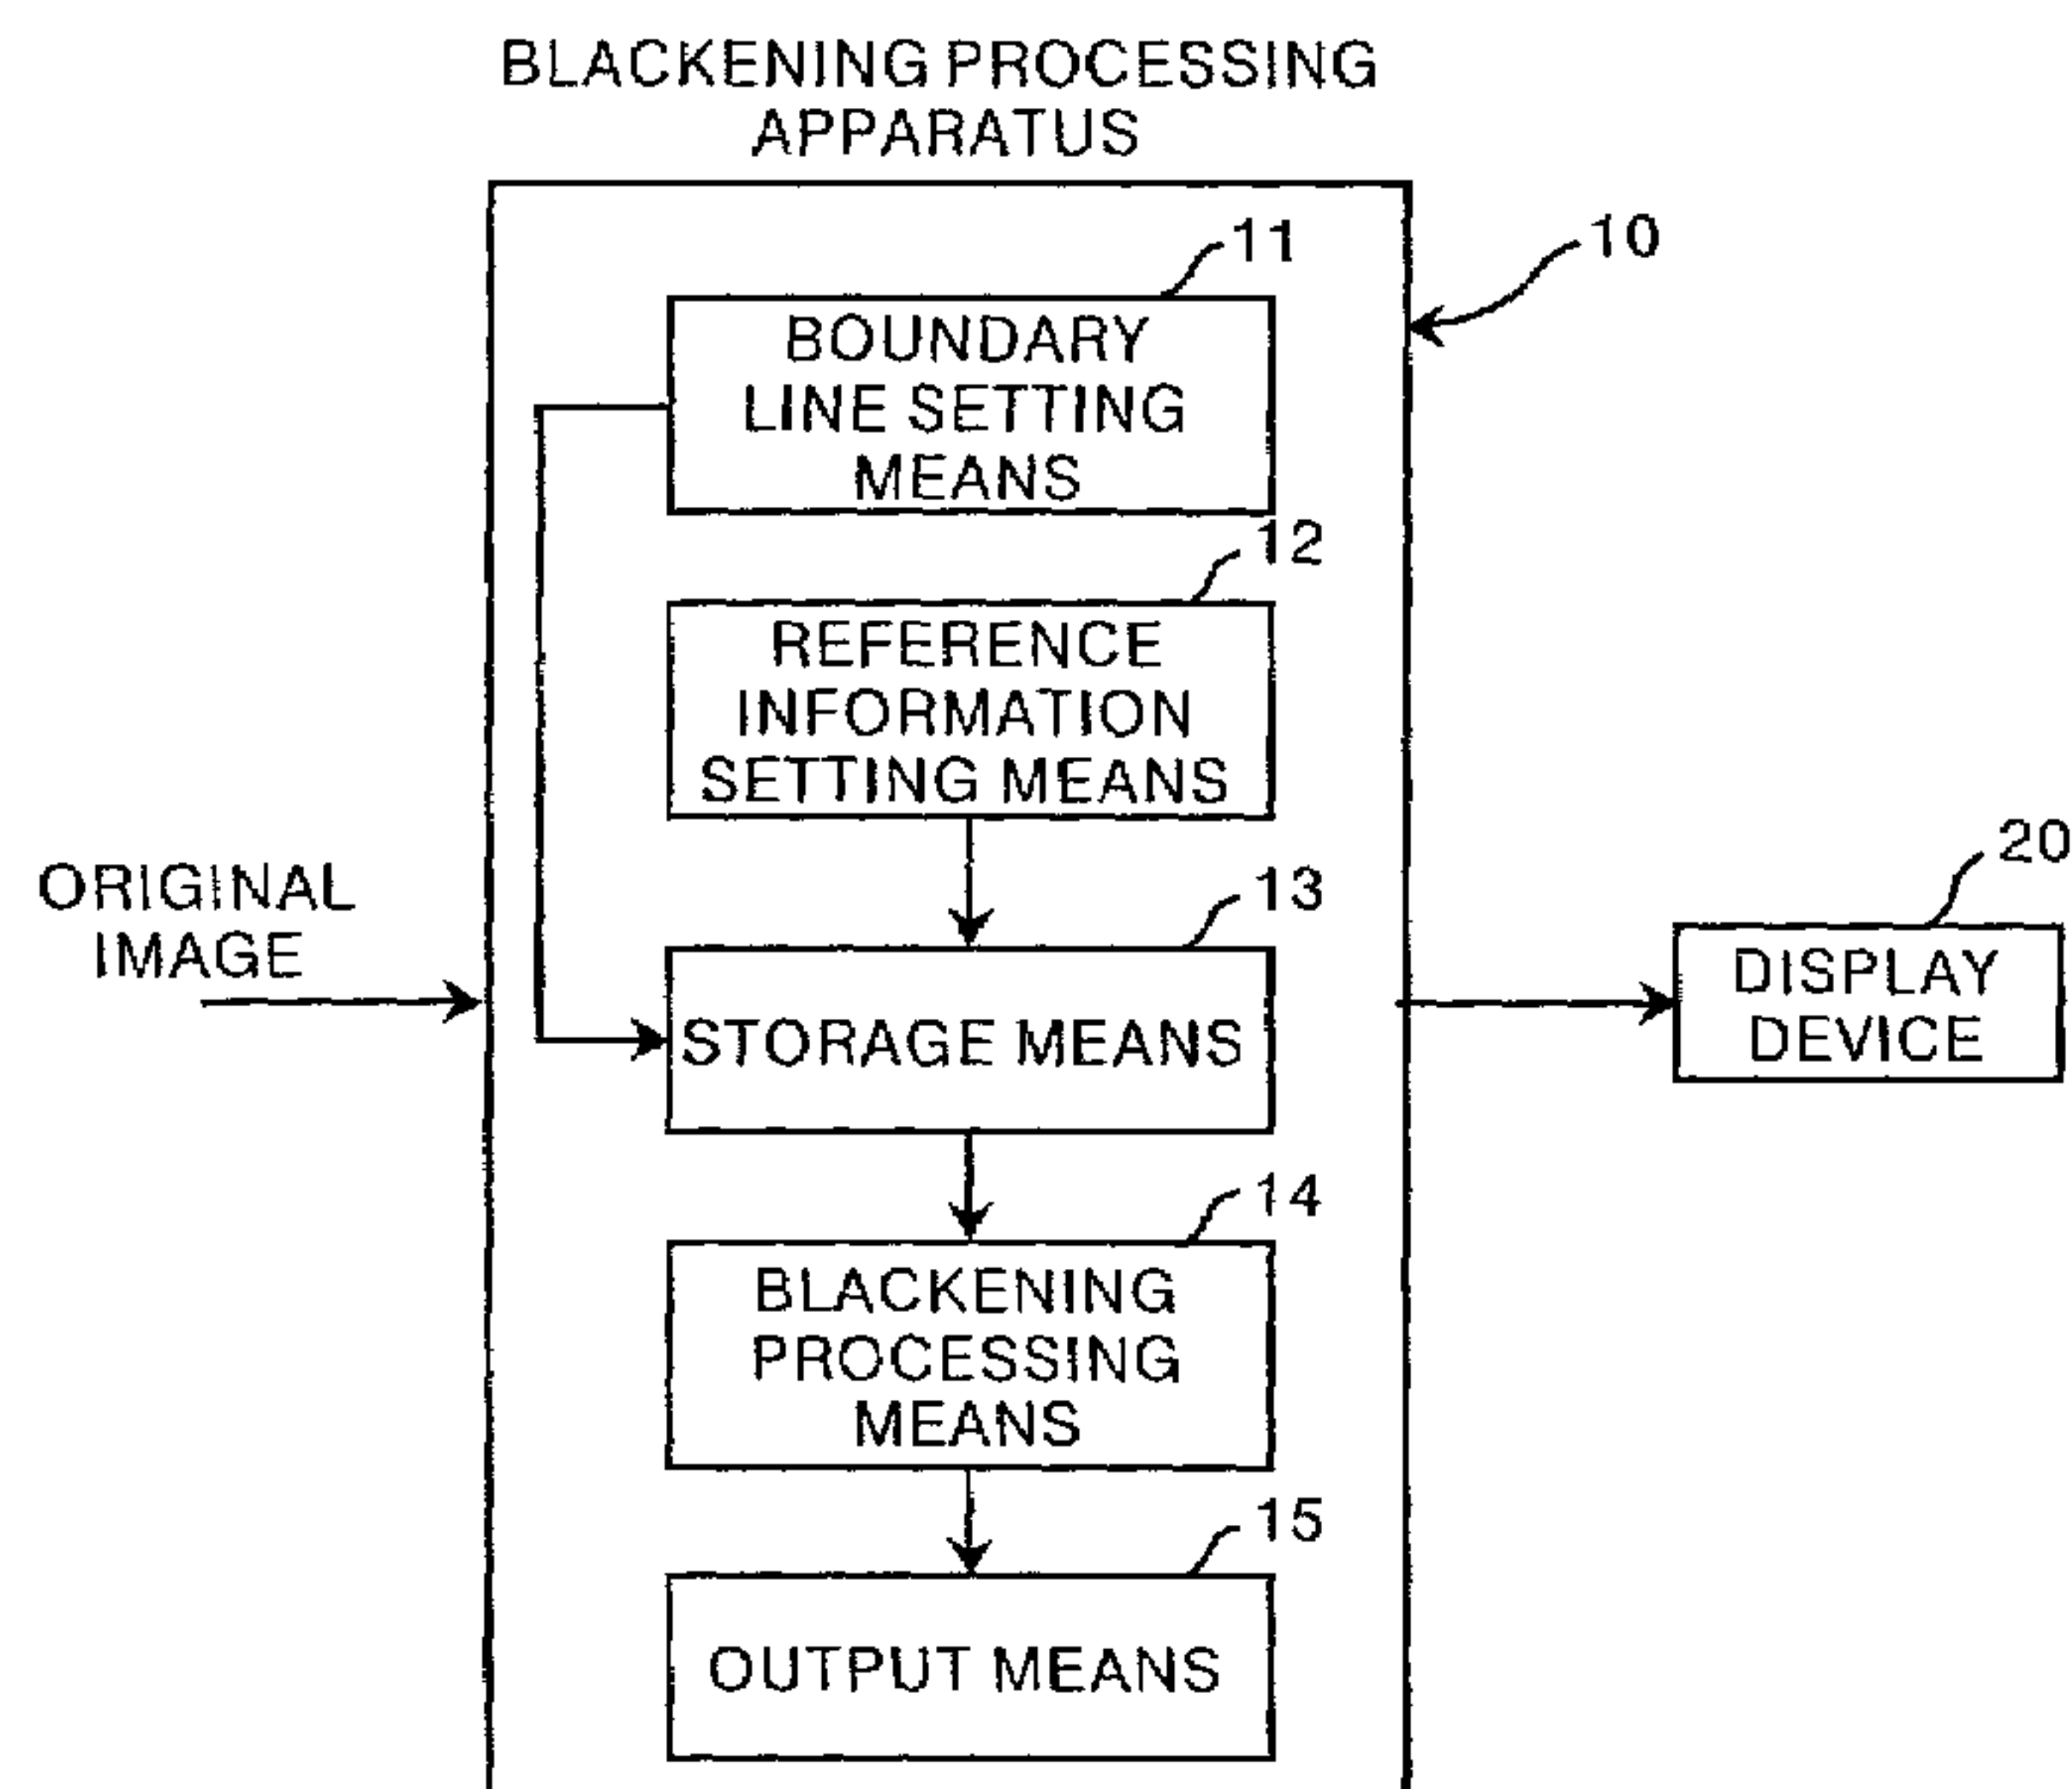 BLACKENING PROCESSING
APPARATUS
10
11
BOUNDARY
LINE SETTING
MEANS
12
REFERENCE
INFORMATION
SETTING MEANS
ORIGINAL
IMAGE
13
STORAGE MEANS
20
DISPLAY
DEVICE
14
BLACKENING
PROCESSING
MEANS
15
OUTPUT MEANS